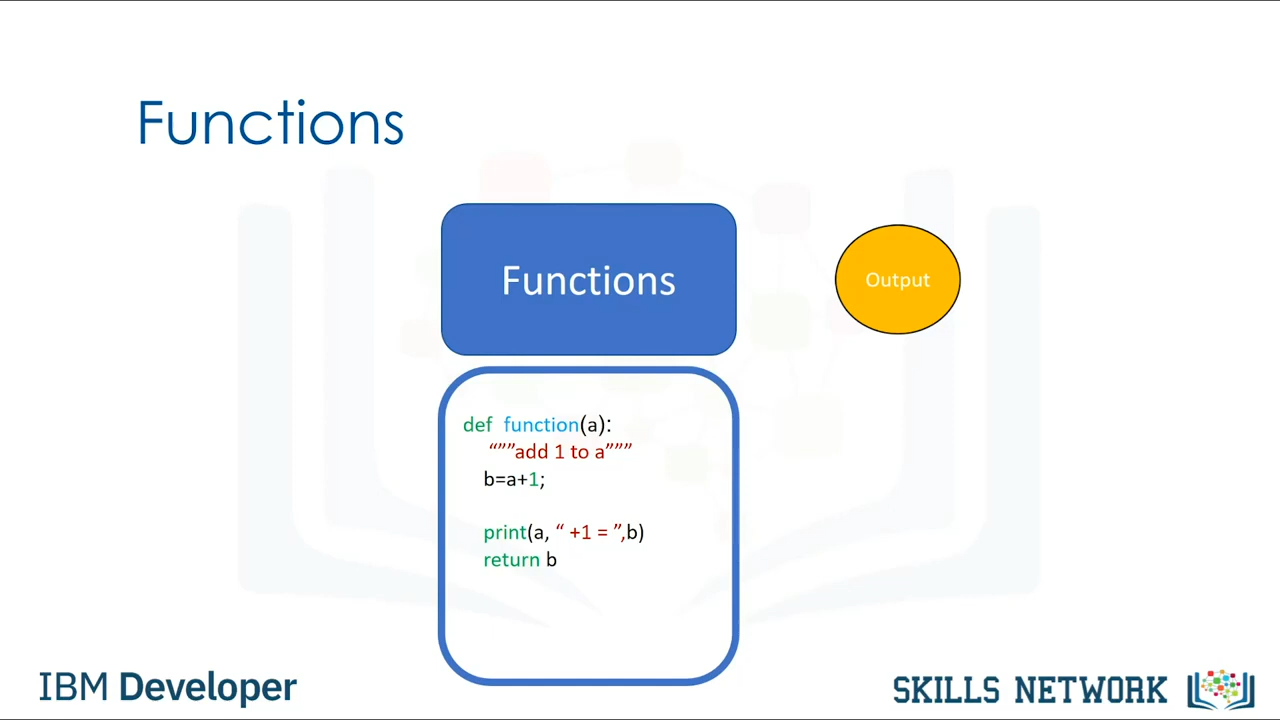 Functions
Functions
Output
def function(a):
“””add 1 to a”””
b=a+1;
print(a, “ +1 = ”,b)
return b
IBM Developer
SKILLS NETWORK